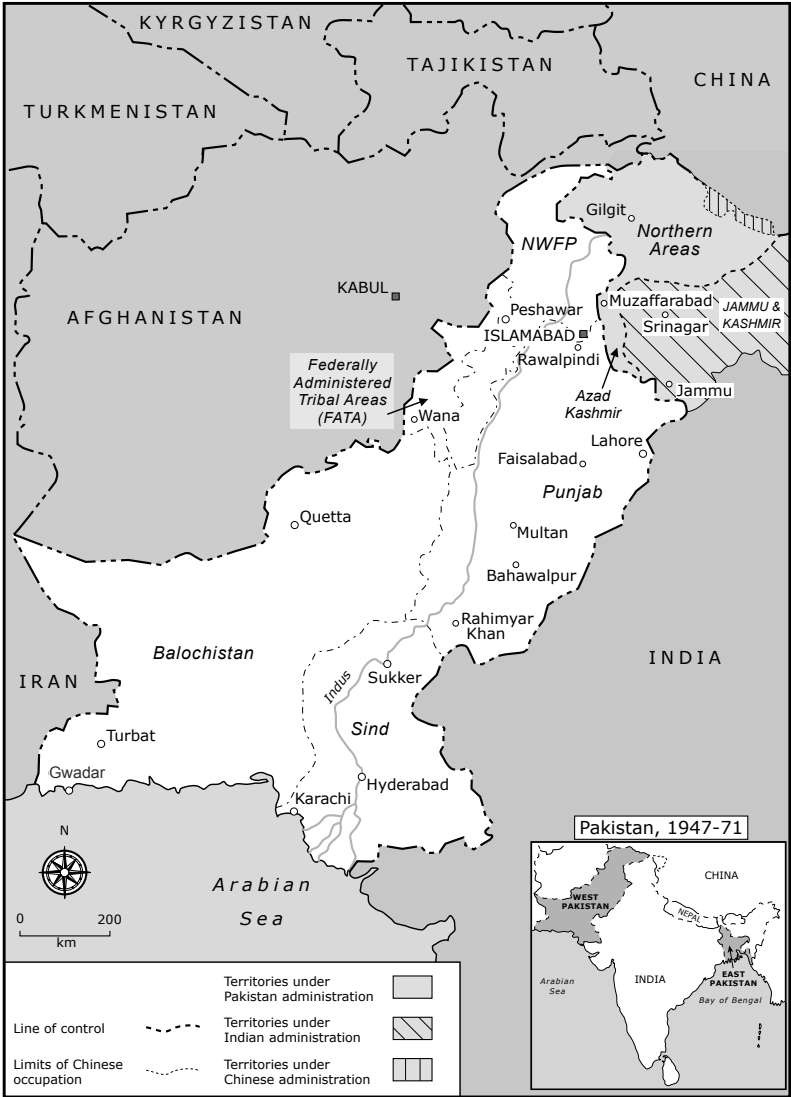 KYRGYZISTAN
TAJIKISTAN
CHINA
TURKMENISTAN
Gilgit
Northern
Areas
NWFP
KABUL
Muzaffarabad
JAMMU &
KASHMIR
Peshawar
Srinagar
AFGHANISTAN
ISLAMABAD
Rawalpindi
Federally
Administered
Tribal Areas
(FATA)
Azad
Kashmir
Jammu
Wana
Lahore
Faisalabad
Punjab
Quetta
Multan
Bahawalpur
Rahimyar
Khan
Balochistan
INDIA
Sukker
IRAN
Indus
Sind
Turbat
Gwadar
Hyderabad
Karachi
N
Arabian
Sea
0 200
km
Pakistan, 1947-71
CHINA
WEST
PAKISTAN
NEPAL
EAST
PAKISTAN
INDIA
Arabian
Sea
Bay of Bengal
Territories under
Pakistan administration
Line of control
Territories under
Indian administration
Limits of Chinese
occupation
Territories under
Chinese administration